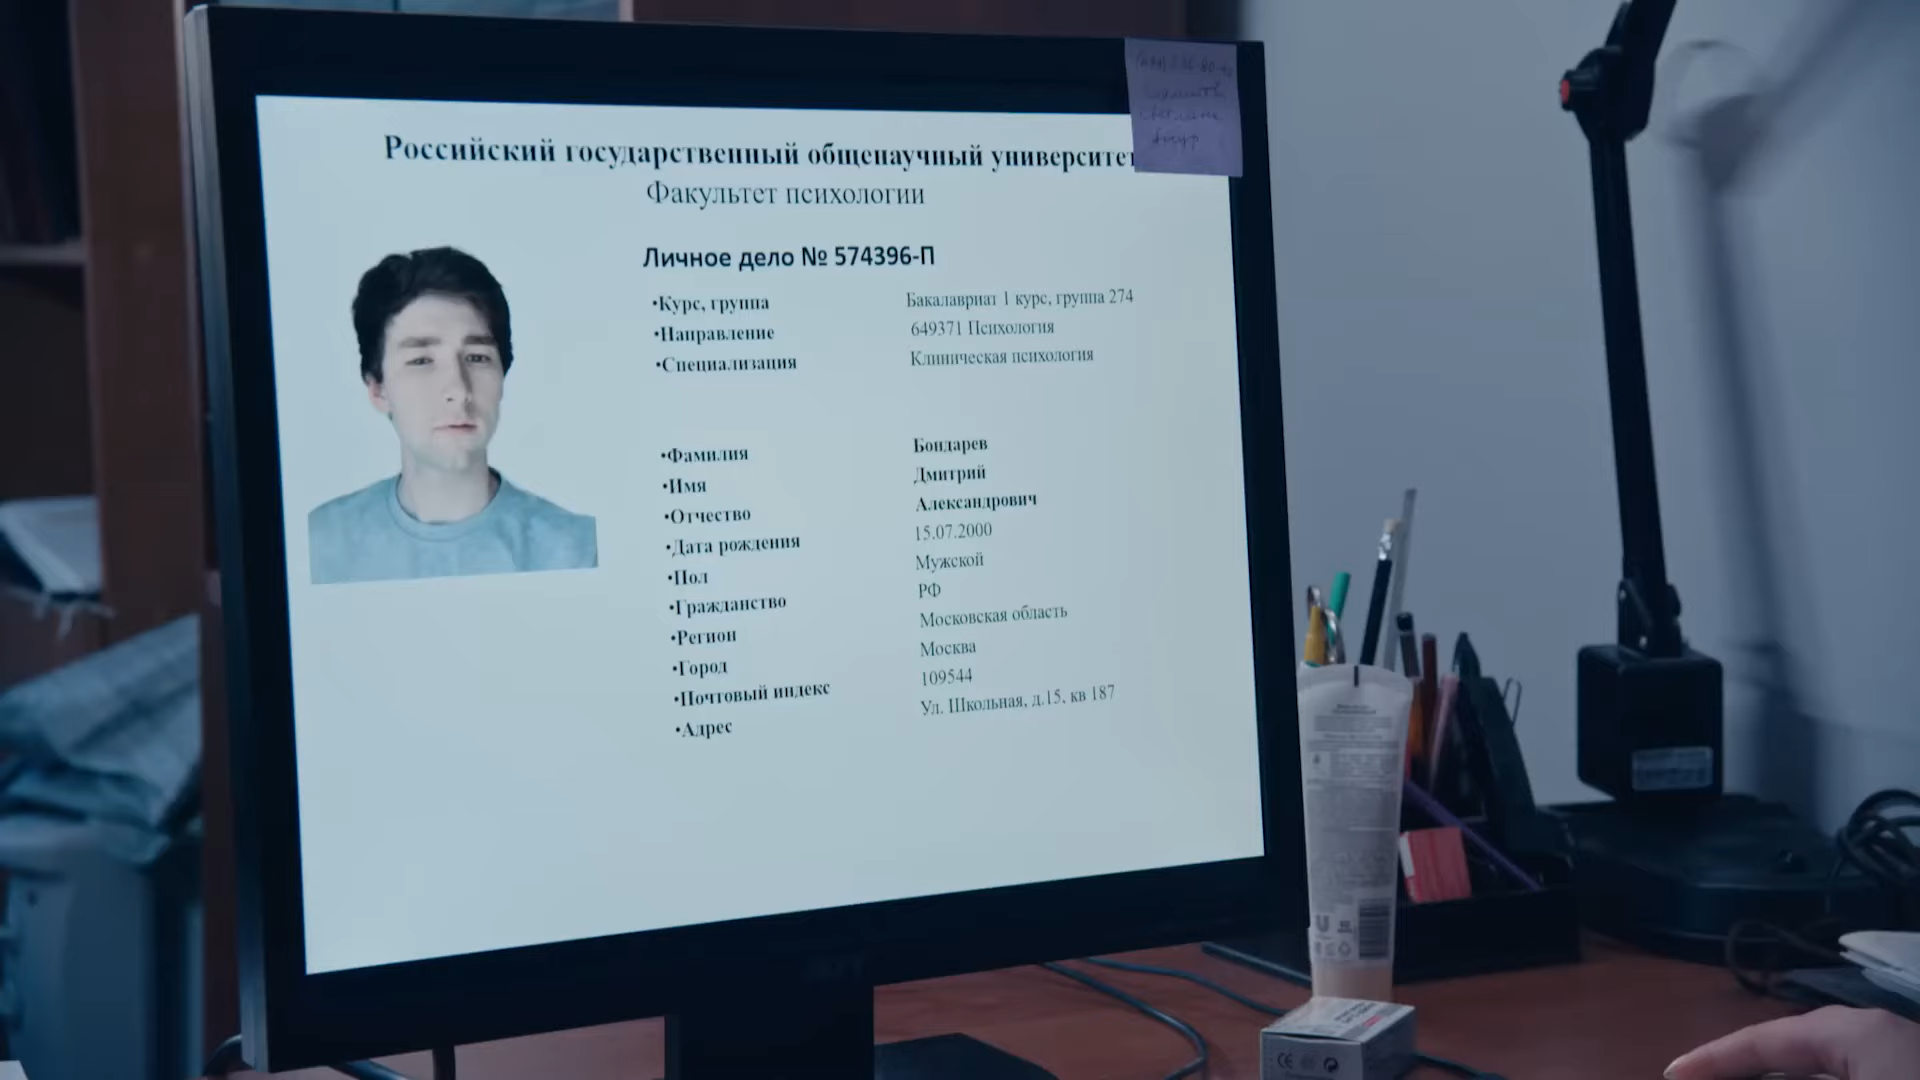 Российский государственный общенаучный университет
Факультет психологии
Личное дело № 574396-П
•Курс, группа Бакалавриат 1 курс, группа 274
•Направление 649371 Психология
•Специализация Клиническая психология
•Фамилия Бондарев
•Имя Дмитрий
•Отчество Александрович
•Дата рождения 15.07.2000
•Пол Мужской
•Гражданство РФ
•Регион Московская область
•Город Москва
•Почтовый индекс 109544
•Адрес Ул. Школьная, д.15, кв 187